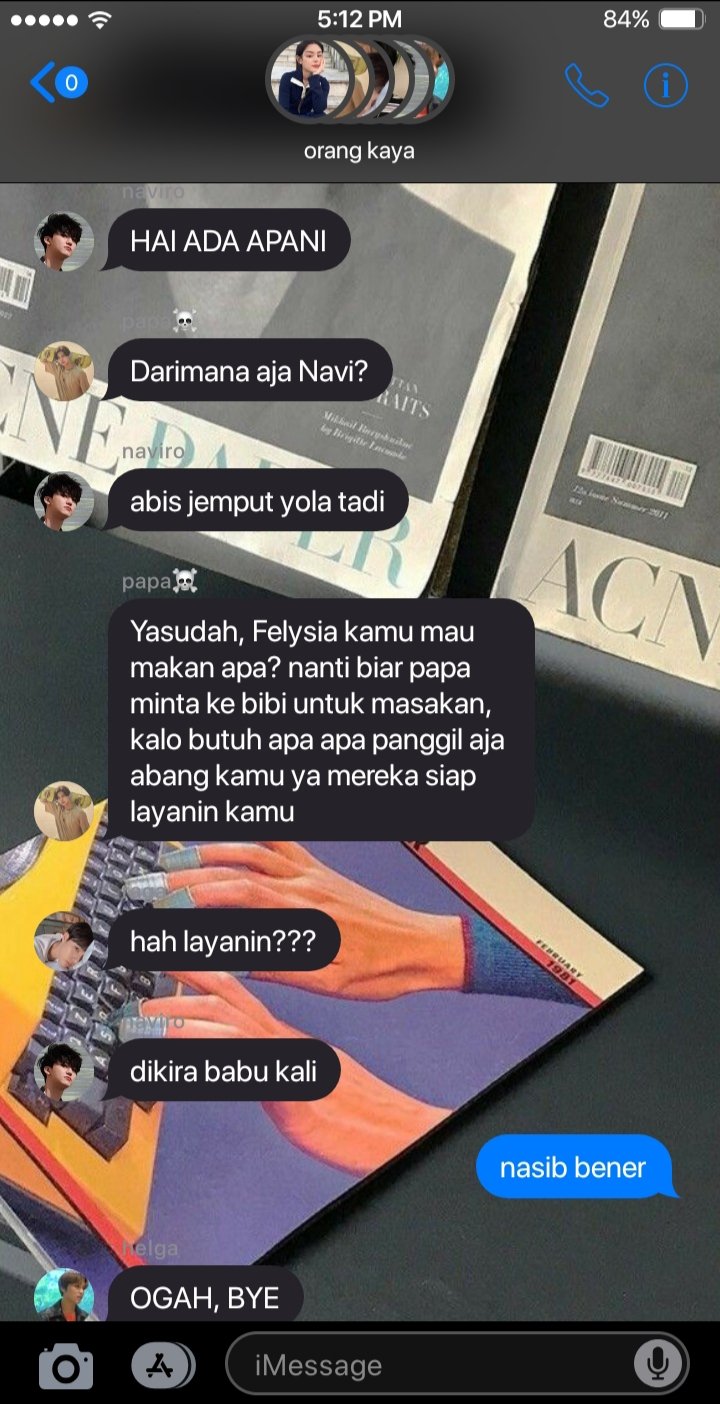 5:12 PM
84%
0
orang kaya
naviro
HAI ADA APANI
papa☠️
Darimana aja Navi?
naviro
abis jemput yola tadi
papa☠️
Yasudah, Felysia kamu mau
makan apa? nanti biar papa
minta ke bibi untuk masakan,
kalo butuh apa apa panggil aja
abang kamu ya mereka siap
layanin kamu
hah layanin???
naviro
dikira babu kali
nasib bener
helga
OGAH, BYE
iMessage
ACN
FEBRUARY
1981